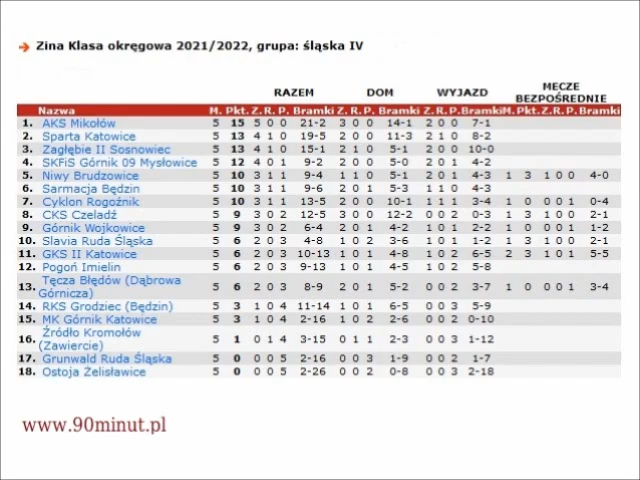 Zina Klasa okręgowa 2021/2022, grupa: śląska IV
RAZEM DOM WYJAZD MECZE BEZPOŚREDNIE
Nazwa M. Pkt. Z. R. P. Bramki Z. R. P. Bramki Z. R. P. Bramki M. Pkt. Z. R. P. Bramki
1. AKS Mikołów 5 15 5 0 0 21-2 3 0 0 14-1 2 0 0 7-1
2. Sparta Katowice 5 13 4 1 0 19-5 2 0 0 11-3 2 1 0 8-2
3. Zagłębie II Sosnowiec 5 13 4 1 0 15-1 2 1 0 5-1 2 0 0 10-0
4. SKFiS Górnik 09 Mysłowice 5 12 4 0 1 9-2 2 0 0 5-0 2 0 1 4-2
5. Niwy Brudzowice 5 10 3 1 1 9-4 1 1 0 5-1 2 0 1 4-3 1 3 1 0 0 4-0
6. Sarmacja Będzin 5 10 3 1 1 9-6 2 0 1 5-3 1 1 0 4-3
7. Cyklon Rogoźnik 5 10 3 1 1 13-5 2 0 0 10-1 1 1 1 3-4 1 0 0 0 1 0-4
8. CKS Czeladź 5 9 3 0 2 12-5 3 0 0 12-2 0 0 2 0-3 1 3 1 0 0 2-1
9. Górnik Wojkowice 5 9 3 0 2 6-4 2 0 1 4-2 1 0 1 2-2 1 0 0 0 1 1-2
10. Slavia Ruda Śląska 5 6 2 0 3 4-8 1 0 2 3-6 1 0 1 1-2 1 3 1 0 0 2-1
11. GKS II Katowice 5 6 2 0 3 10-13 1 0 1 4-8 1 0 2 6-5 2 3 1 0 1 5-5
12. Pogoń Imielin 5 6 2 0 3 9-13 1 0 1 4-5 1 0 2 5-8
13. Tęcza Błędów (Dąbrowa Górnicza) 5 6 2 0 3 8-9 2 0 1 5-2 0 0 2 3-7 1 0 0 0 1 3-4
14. RKS Grodziec (Będzin) 5 3 1 0 4 11-14 1 0 1 6-5 0 0 3 5-9
15. MK Górnik Katowice 5 3 1 0 4 2-16 1 0 2 2-6 0 0 2 0-10
16. Źródło Kromołów (Zawiercie) 5 1 0 1 4 3-15 0 1 1 2-3 0 0 3 1-12
17. Grunwald Ruda Śląska 5 0 0 0 5 2-16 0 0 3 1-9 0 0 2 1-7
18. Ostoja Żelisławice 5 0 0 0 5 2-26 0 0 2 0-8 0 0 3 2-18
www.90minut.pl